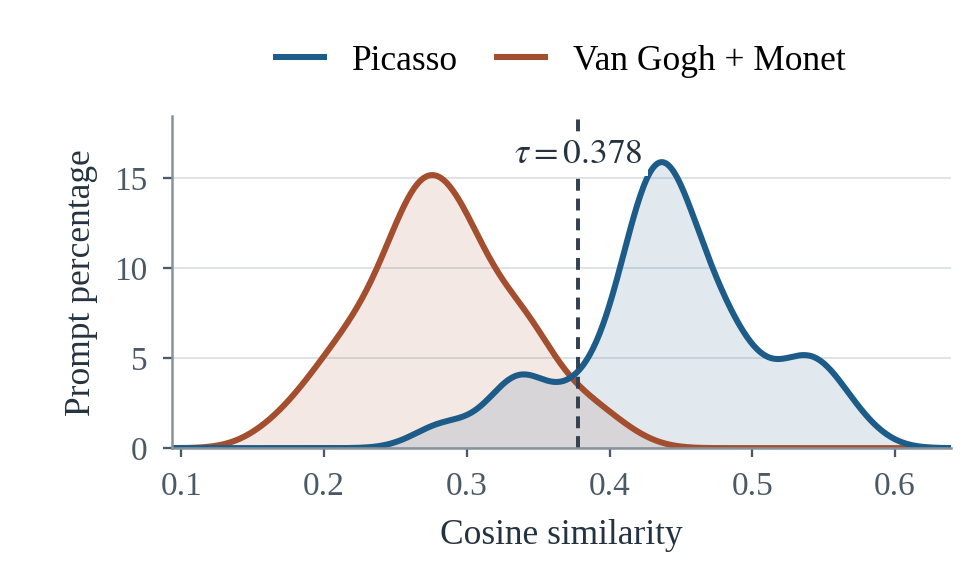 Picasso Van Gogh + Monet
τ = 0.378
Prompt percentage
15
10
5
0
0.1 0.2 0.3 0.4 0.5 0.6
Cosine similarity